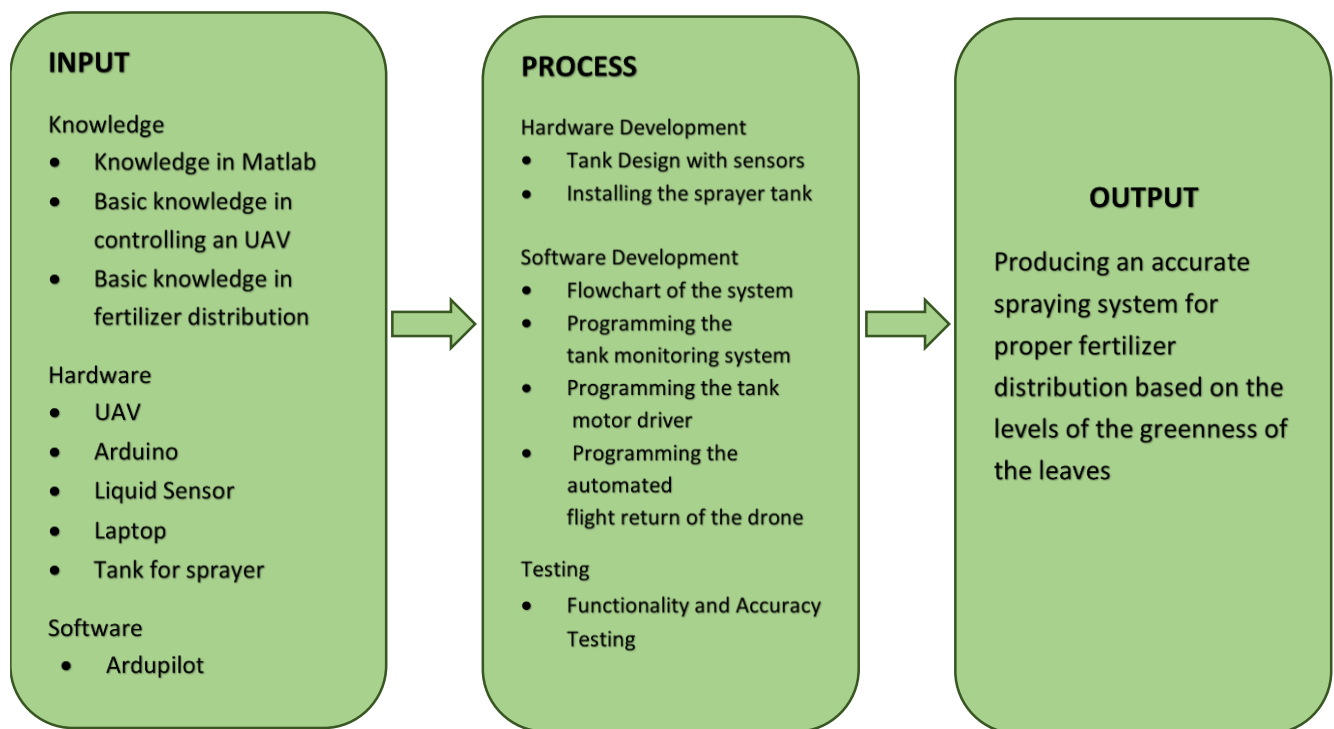 INPUT
Knowledge
• Knowledge in Matlab
• Basic knowledge in
controlling an UAV
• Basic knowledge in
fertilizer distribution
Hardware
• UAV
• Arduino
• Liquid Sensor
• Laptop
• Tank for sprayer
Software
• Ardupilot
PROCESS
Hardware Development
• Tank Design with sensors
• Installing the sprayer tank
Software Development
• Flowchart of the system
• Programming the
tank monitoring system
• Programming the tank
motor driver
• Programming the
automated
flight return of the drone
Testing
• Functionality and Accuracy
Testing
OUTPUT
Producing an accurate
spraying system for
proper fertilizer
distribution based on the
levels of the greenness of
the leaves